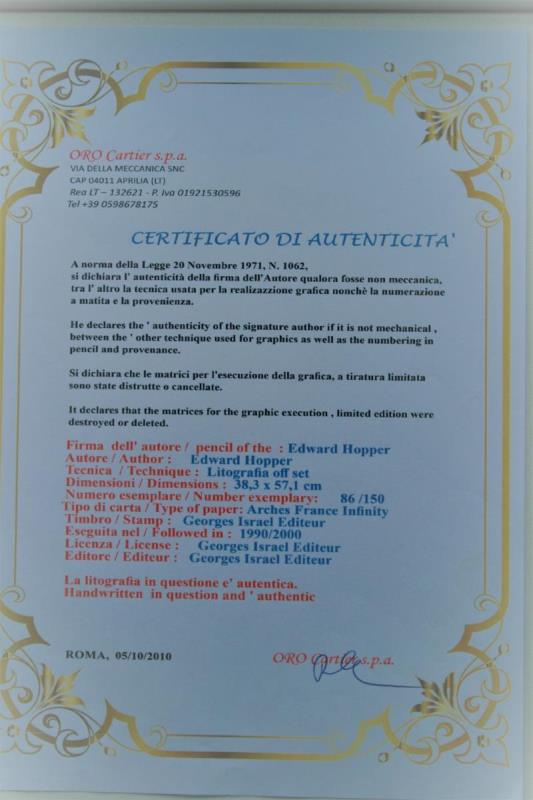 ORO Cartier s.p.a.
VIA DELLA MECCANICA SNC
CAP 04011 APRILIA (LT)
Rea LT – 132621 - P. Iva 01921530596
Tel +39 0598678175
CERTIFICATO DI AUTENTICITA'
A norma della Legge 20 Novembre 1971, N. 1062,
si dichiara l' autenticità della firma dell'Autore qualora fosse non meccanica,
tra l' altro la tecnica usata per la realizazzione grafica nonchè la numerazione
a matita e la provenienza.
He declares the ' authenticity of the signature author if it is not mechanical ,
between the ' other technique used for graphics as well as the numbering in
pencil and provenance.
Si dichiara che le matrici per l'esecuzione della grafica, a tiratura limitata
sono state distrutte o cancellate.
It declares that the matrices for the graphic execution , limited edition were
destroyed or deleted.
Firma dell' autore / pencil of the : Edward Hopper
Autore / Author : Edward Hopper
Tecnica / Technique : Litografia off set
Dimensioni / Dimensions : 38,3 x 57,1 cm
Numero esemplare / Number exemplary: 86 /150
Tipo di carta / Type of paper: Arches France Infinity
Timbro / Stamp : Georges Israel Editeur
Eseguita nel / Followed in : 1990/2000
Licenza / License : Georges Israel Editeur
Editore / Editeur : Georges Israel Editeur
La litografia in questione e' autentica.
Handwritten in question and ' authentic
ROMA, 05/10/2010
ORO Cartier s.p.a.